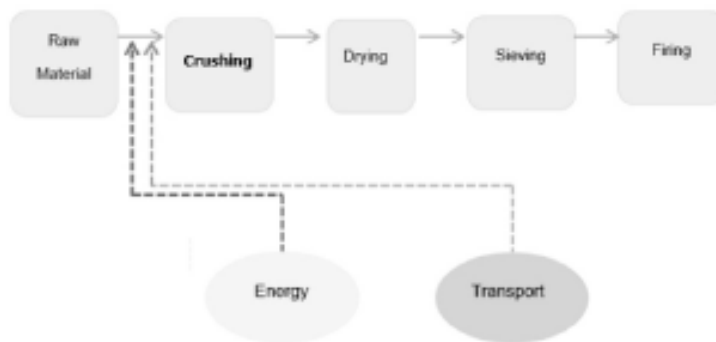 Raw
Material
Crushing
Drying
Sieving
Firing
Energy
Transport